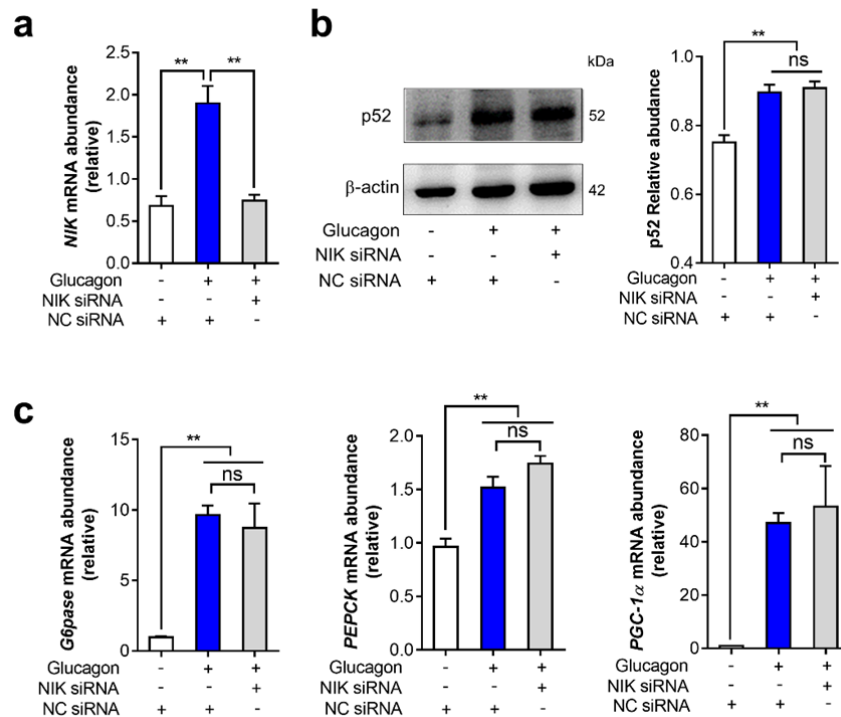 a
NIK mRNA abundance
(relative)
2.5
2.0
1.5
1.0
0.5
0.0
** **
Glucagon - + +
NIK siRNA - - +
NC siRNA + + -
b
kDa
p52 52
β-actin 42
Glucagon - + +
NIK siRNA - - +
NC siRNA + + -
p52 Relative abudance
1.0
0.8
0.6
0.4
**
ns
Glucagon - + +
NIK siRNA - - +
NC siRNA + + -
c
G6pase mRNA abundance
(relative)
15
10
5
0
**
ns
Glucagon - + +
NIK siRNA - - +
NC siRNA + + -
PEPCK mRNA abundance
(relative)
2.0
1.5
1.0
0.5
0.0
**
ns
Glucagon - + +
NIK siRNA - - +
NC siRNA + + -
PGC-1α mRNA abundance
(relative)
80
60
40
20
0
**
ns
Glucagon - + +
NIK siRNA - - +
NC siRNA + + -